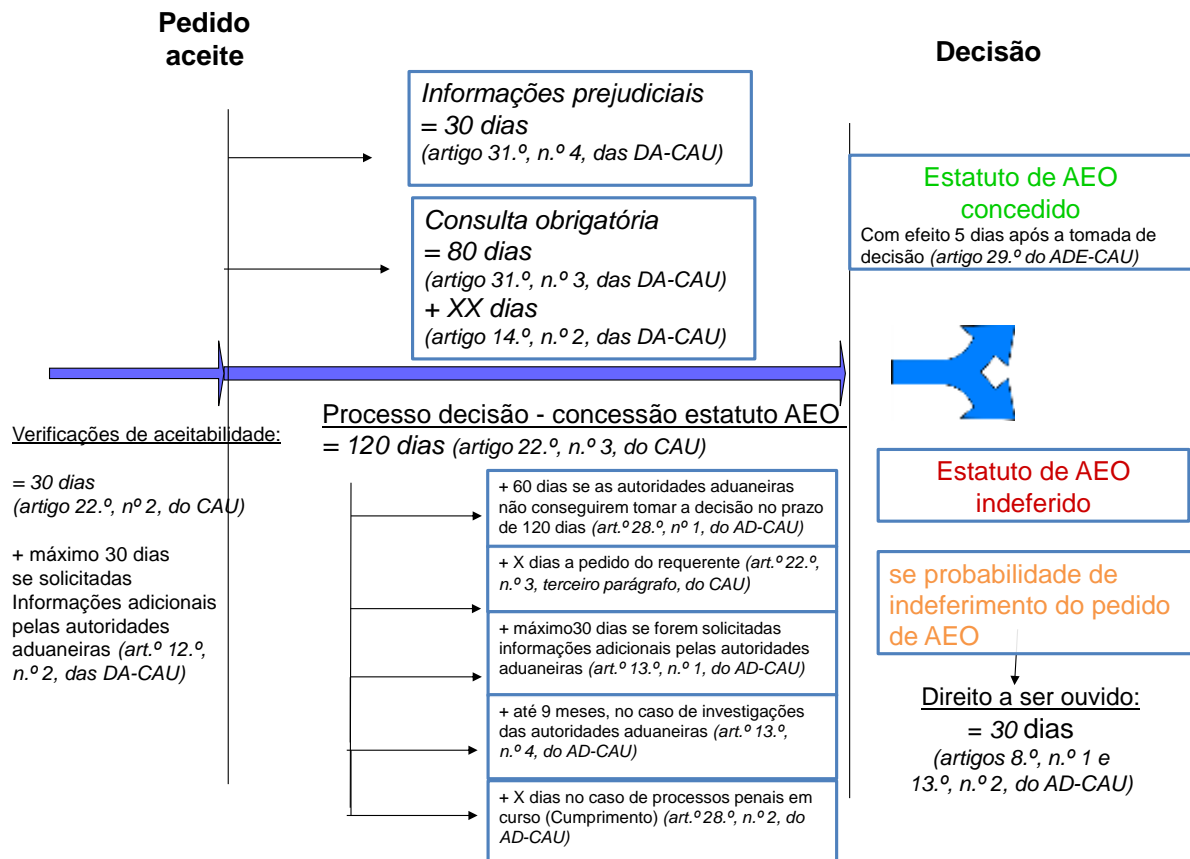 Pedido
aceite
Decisão
Informações prejudiciais
= 30 dias
(artigo 31.º, n.º 4, das DA-CAU)
Consulta obrigatória
= 80 dias
(artigo 31.º, n.º 3, das DA-CAU)
+ XX dias
(artigo 14.º, n.º 2, das DA-CAU)
Estatuto de AEO
concedido
Com efeito 5 dias após a tomada de
decisão (artigo 29.º do ADE-CAU)
Verificações de aceitabilidade:
= 30 dias
(artigo 22.º, nº 2, do CAU)
+ máximo 30 dias
se solicitadas
Informações adicionais
pelas autoridades
aduaneiras (art.º 12.º,
n.º 2, das DA-CAU)
Processo decisão - concessão estatuto AEO
= 120 dias (artigo 22.º, n.º 3, do CAU)
+ 60 dias se as autoridades aduaneiras
não conseguirem tomar a decisão no prazo
de 120 dias (art.º 28.º, nº 1, do AD-CAU)
+ X dias a pedido do requerente (art.º 22.º,
n.º 3, terceiro parágrafo, do CAU)
+ máximo30 dias se forem solicitadas
informações adicionais pelas autoridades
aduaneiras (art.º 13.º, n.º 1, do AD-CAU)
+ até 9 meses, no caso de investigações
das autoridades aduaneiras (art.º 13.º,
n.º 4, do AD-CAU)
+ X dias no caso de processos penais em
curso (Cumprimento) (art.º 28.º, n.º 2, do
AD-CAU)
Estatuto de AEO
indeferido
se probabilidade de
indeferimento do pedido
de AEO
Direito a ser ouvido:
= 30 dias
(artigos 8.º, n.º 1 e
13.º, n.º 2, do AD-CAU)